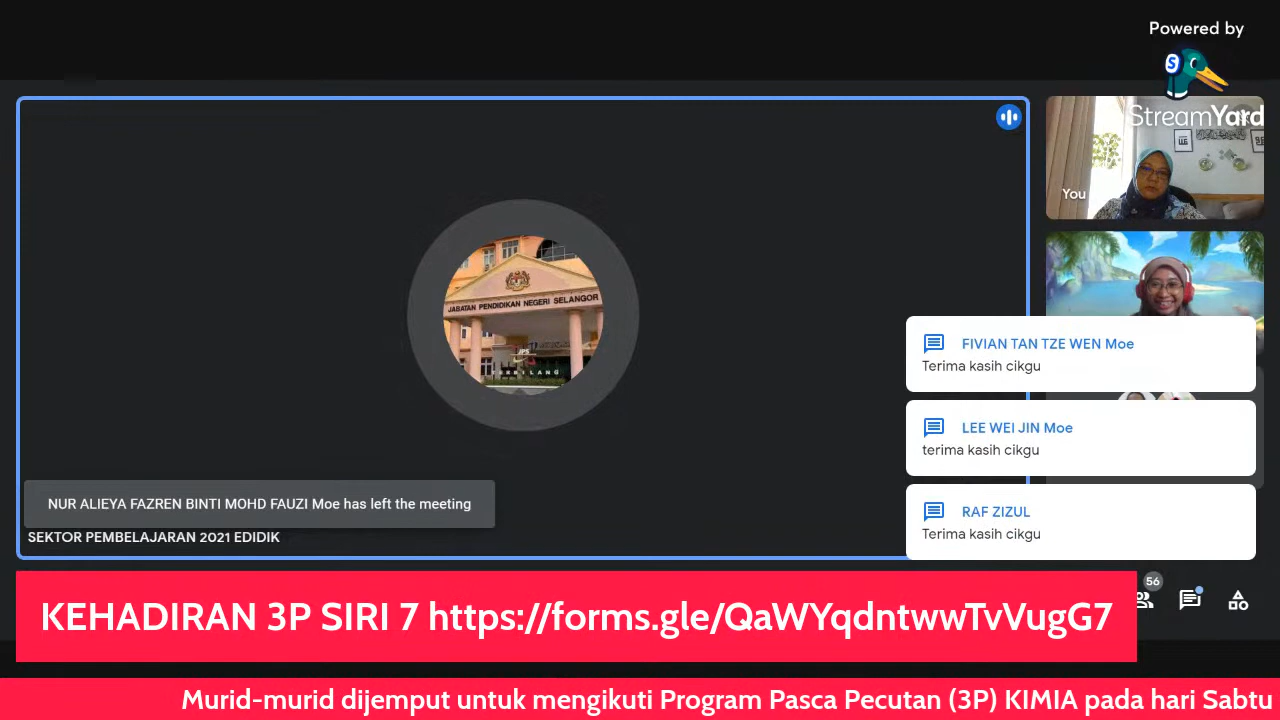 Powered by
S
StreamYard
You
JABATAN PENDIDIKAN NEGERI SELANGOR
JPS
TERBILANG
FIVIAN TAN TZE WEN Moe
Terima kasih cikgu
LEE WEI JIN Moe
terima kasih cikgu
RAF ZIZUL
Terima kasih cikgu
NUR ALIEYA FAZREN BINTI MOHD FAUZI Moe has left the meeting
SEKTOR PEMBELAJARAN 2021 EDIDIK
56
KEHADIRAN 3P SIRI 7 https://forms.gle/QaWYqdntwwTvVugG7
Murid-murid dijemput untuk mengikuti Program Pasca Pecutan (3P) KIMIA pada hari Sabtu